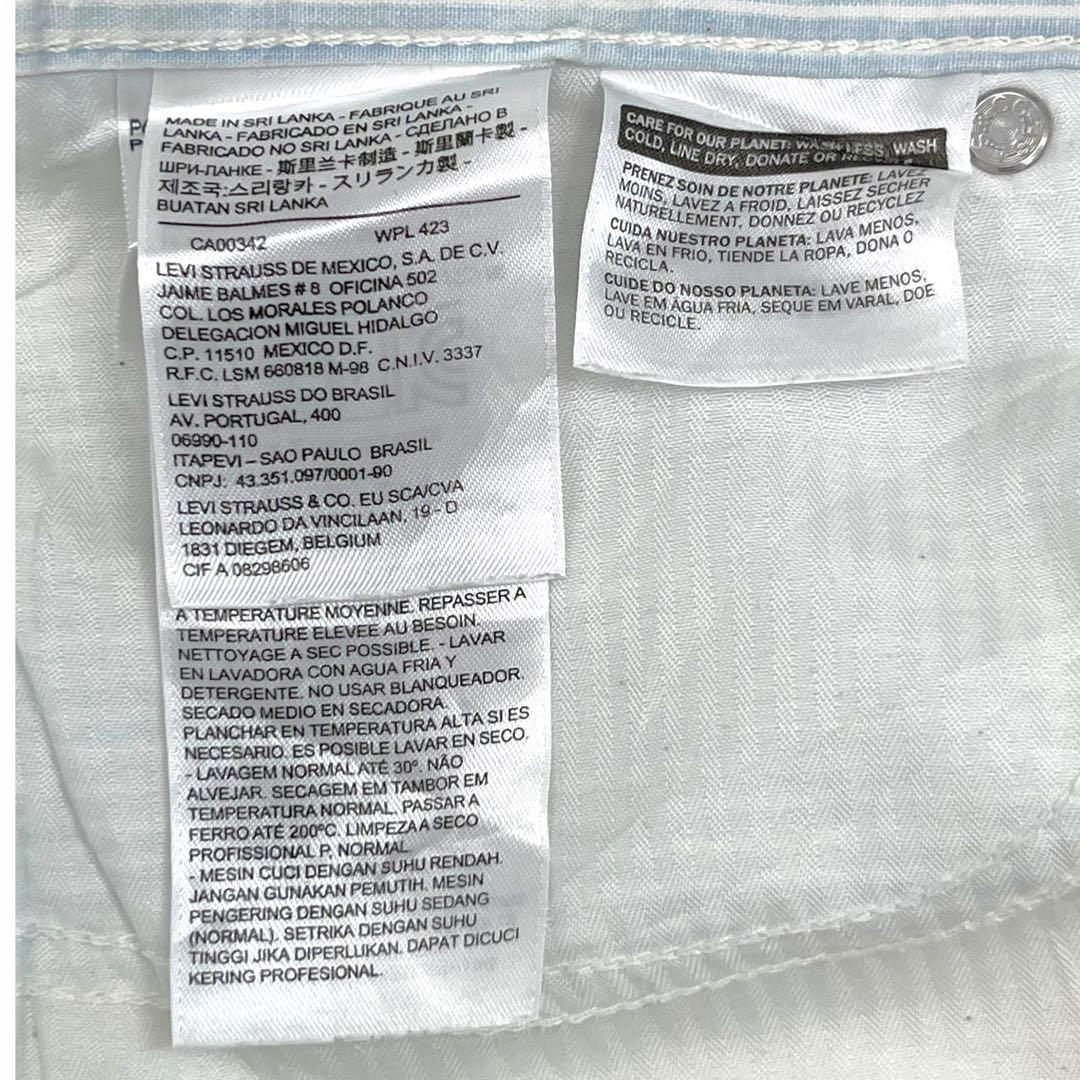 MADE IN SRI LANKA - FABRIQUE AU SRI
LANKA - FABRICADO EN SRI LANKA -
FABRICADO NO SRI LANKA - СДЕЛАНО В
ШРИ-ЛАНКЕ - 斯里兰卡制造 - 斯里蘭卡製 -
제조국:스리랑카 - スリランカ製 -
BUATAN SRI LANKA
CA00342 WPL 423
LEVI STRAUSS DE MEXICO, S.A. DE C.V.
JAIME BALMES # 8 OFICINA 502
COL. LOS MORALES POLANCO
DELEGACION MIGUEL HIDALGO
C.P. 11510 MEXICO D.F.
R.F.C. LSM 660818 M-98 C.N.I.V. 3337
LEVI STRAUSS DO BRASIL
AV. PORTUGAL, 400
06990-110
ITAPEVI – SAO PAULO BRASIL
CNPJ: 43.351.097/0001-90
LEVI STRAUSS & CO. EU SCA/CVA
LEONARDO DA VINCILAAN, 19 - D
1831 DIEGEM, BELGIUM
CIF A 08298606
A TEMPERATURE MOYENNE. REPASSER A
TEMPERATURE ELEVEE AU BESOIN.
NETTOYAGE A SEC POSSIBLE. - LAVAR
EN LAVADORA CON AGUA FRIA Y
DETERGENTE. NO USAR BLANQUEADOR.
SECADO MEDIO EN SECADORA.
PLANCHAR EN TEMPERATURA ALTA SI ES
NECESARIO. ES POSIBLE LAVAR EN SECO.
- LAVAGEM NORMAL ATÉ 30º. NÃO
ALVEJAR. SECAGEM EM TAMBOR EM
TEMPERATURA NORMAL. PASSAR A
FERRO ATÉ 200ºC. LIMPEZA A SECO
PROFISSIONAL P, NORMAL.
- MESIN CUCI DENGAN SUHU RENDAH.
JANGAN GUNAKAN PEMUTIH. MESIN
PENGERING DENGAN SUHU SEDANG
(NORMAL). SETRIKA DENGAN SUHU
TINGGI JIKA DIPERLUKAN. DAPAT DICUCI
KERING PROFESIONAL.
CARE FOR OUR PLANET: WASH LESS, WASH
COLD, LINE DRY, DONATE OR
PRENEZ SOIN DE NOTRE PLANETE: LAVEZ
MOINS, LAVEZ A FROID, LAISSEZ SECHER
NATURELLEMENT, DONNEZ OU RECYCLEZ
CUIDA NUESTRO PLANETA: LAVA MENOS,
LAVA EN FRIO, TIENDE LA ROPA, DONA O
RECICLA.
CUIDE DO NOSSO PLANETA: LAVE MENOS,
LAVE EM ÁGUA FRIA, SEQUE EM VARAL, DOE
OU RECICLE.